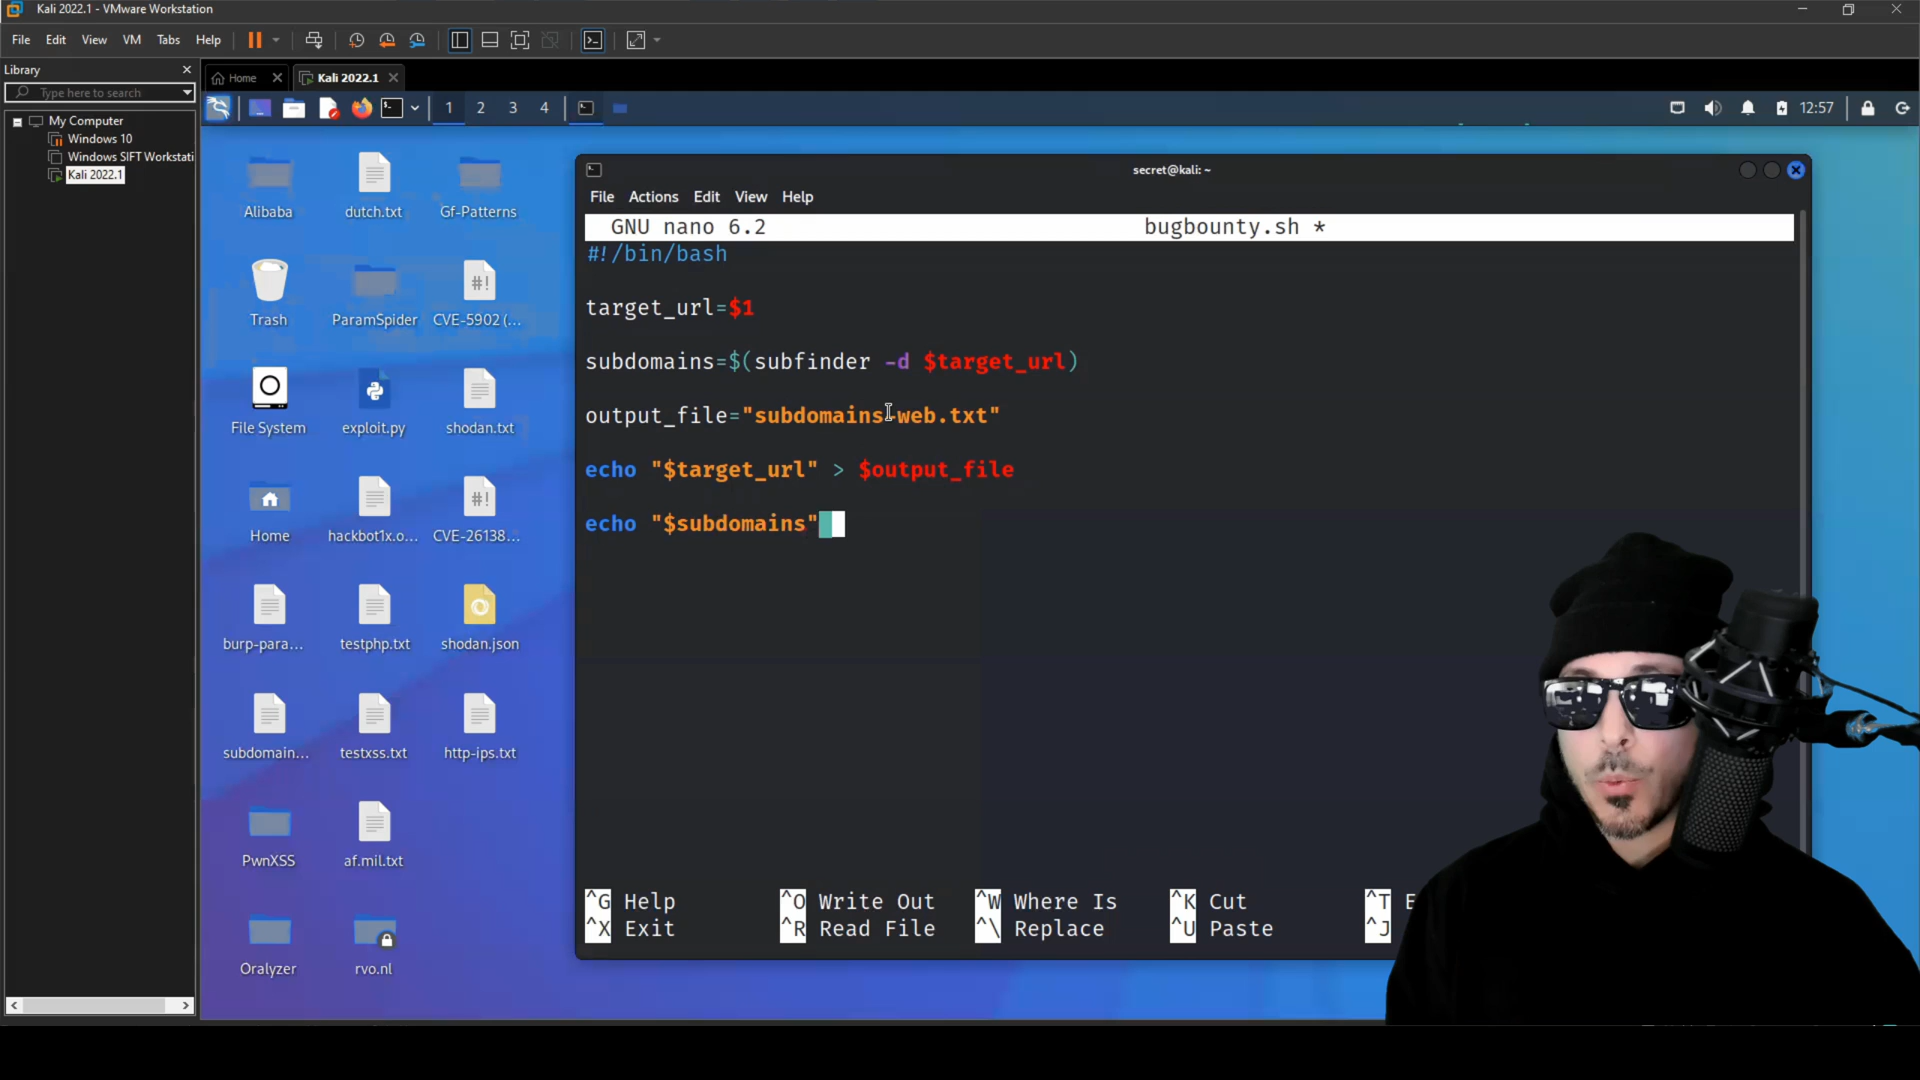 Kali 2022.1 - VMware Workstation
File Edit View VM Tabs Help
Library
Home
Kali 2022.1
Type here to search
1 2 3 4
12:57
My Computer
Windows 10
Windows SIFT Workstati
Kali 2022.1
Alibaba
dutch.txt
Gf-Patterns
Trash
ParamSpider
CVE-5902 (...
File System
exploit.py
shodan.txt
Home
hackbot1x.o...
CVE-26138...
burp-para...
testphp.txt
shodan.json
subdomain...
testxss.txt
http-ips.txt
PwnXSS
af.mil.txt
Oralyzer
rvo.nl
secret@kali: ~
File Actions Edit View Help
GNU nano 6.2 bugbounty.sh *
#!/bin/bash
target_url=$1
subdomains=$(subfinder -d $target_url)
output_file="subdomains-web.txt"
echo "$target_url" > $output_file
echo "$subdomains"
^G Help ^O Write Out ^W Where Is ^K Cut ^T E
^X Exit ^R Read File ^\ Replace ^U Paste ^J